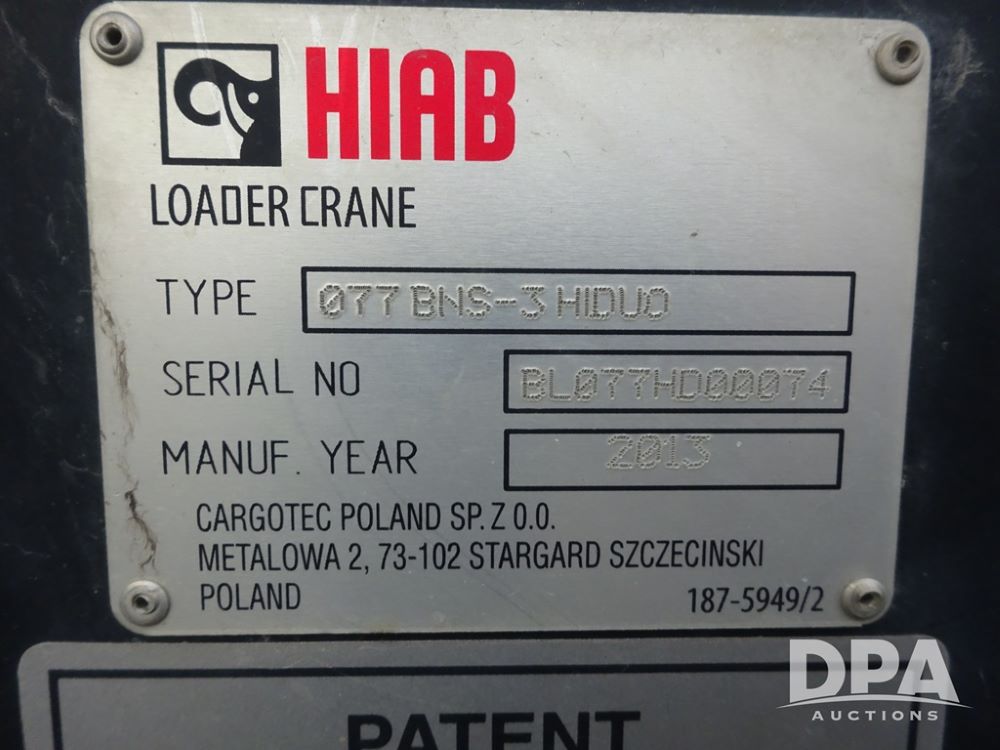 HIAB
LOADER CRANE
TYPE 077 BNS-3 HIDUO
SERIAL NO BL077HD00074
MANUF. YEAR 2013
CARGOTEC POLAND SP. Z O.O.
METALOWA 2, 73-102 STARGARD SZCZECINSKI
POLAND 187-5949/2
PATENT
DPA
AUCTIONS